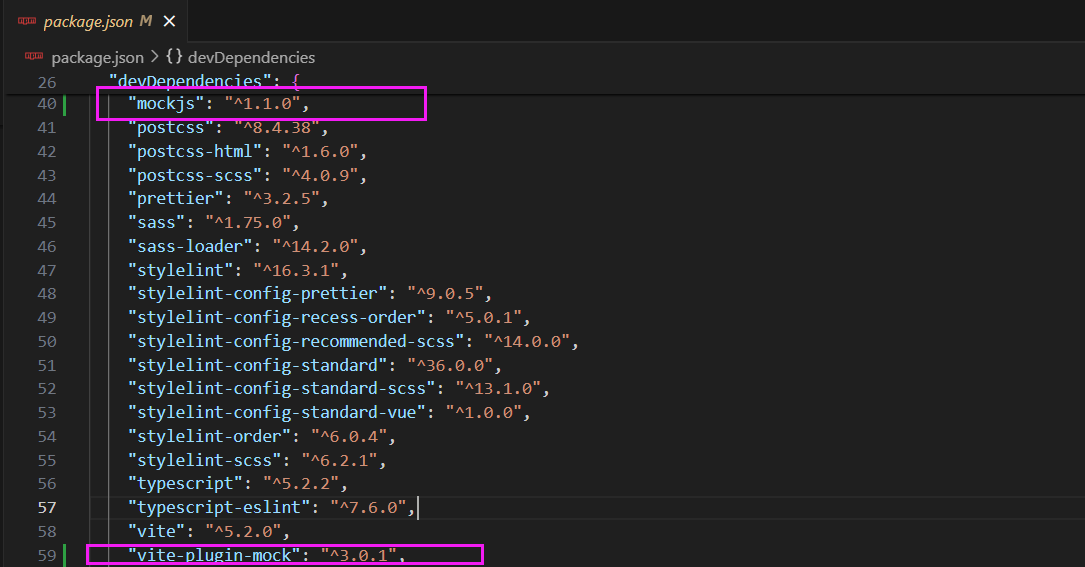 package.json M ×
package.json > {} devDependencies
26 "devDependencies": {
40 "mockjs": "^1.1.0",
41 "postcss": "^8.4.38",
42 "postcss-html": "^1.6.0",
43 "postcss-scss": "^4.0.9",
44 "prettier": "^3.2.5",
45 "sass": "^1.75.0",
46 "sass-loader": "^14.2.0",
47 "stylelint": "^16.3.1",
48 "stylelint-config-prettier": "^9.0.5",
49 "stylelint-config-recess-order": "^5.0.1",
50 "stylelint-config-recommended-scss": "^14.0.0",
51 "stylelint-config-standard": "^36.0.0",
52 "stylelint-config-standard-scss": "^13.1.0",
53 "stylelint-config-standard-vue": "^1.0.0",
54 "stylelint-order": "^6.0.4",
55 "stylelint-scss": "^6.2.1",
56 "typescript": "^5.2.2",
57 "typescript-eslint": "^7.6.0",
58 "vite": "^5.2.0",
59 "vite-plugin-mock": "^3.0.1",